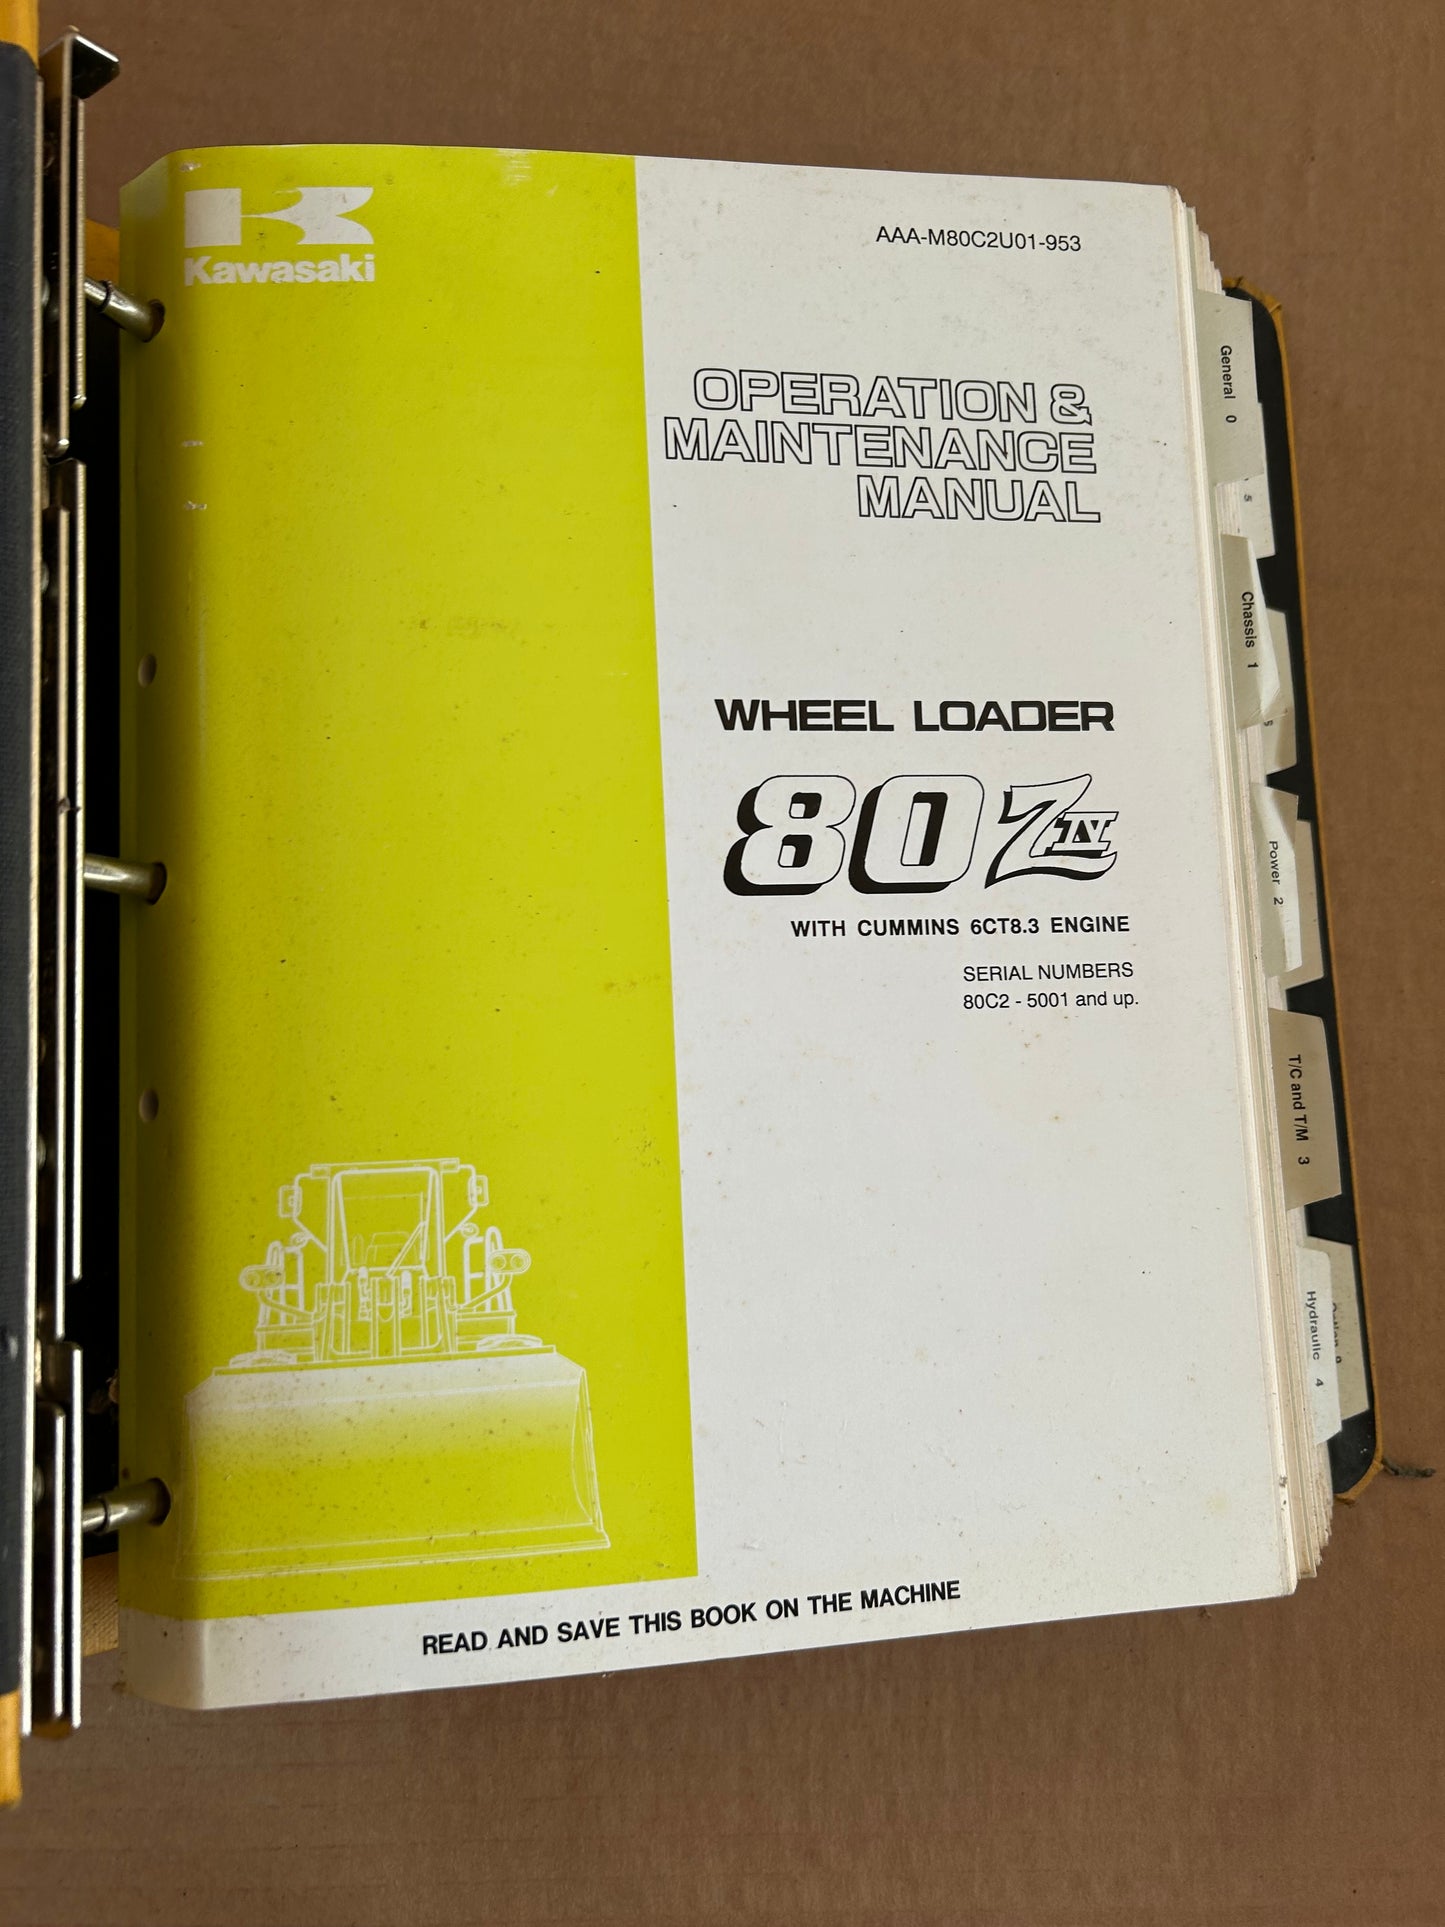 Kawasaki
AAA-M80C2U01-953
OPERATION &
MAINTENANCE
MANUAL
WHEEL LOADER
80ZIV
WITH CUMMINS 6CT8.3 ENGINE
SERIAL NUMBERS
80C2 - 5001 and up.
READ AND SAVE THIS BOOK ON THE MACHINE
General 0
5
Chassis 1
Power 2
T/C and T/M 3
Hydraulic 4